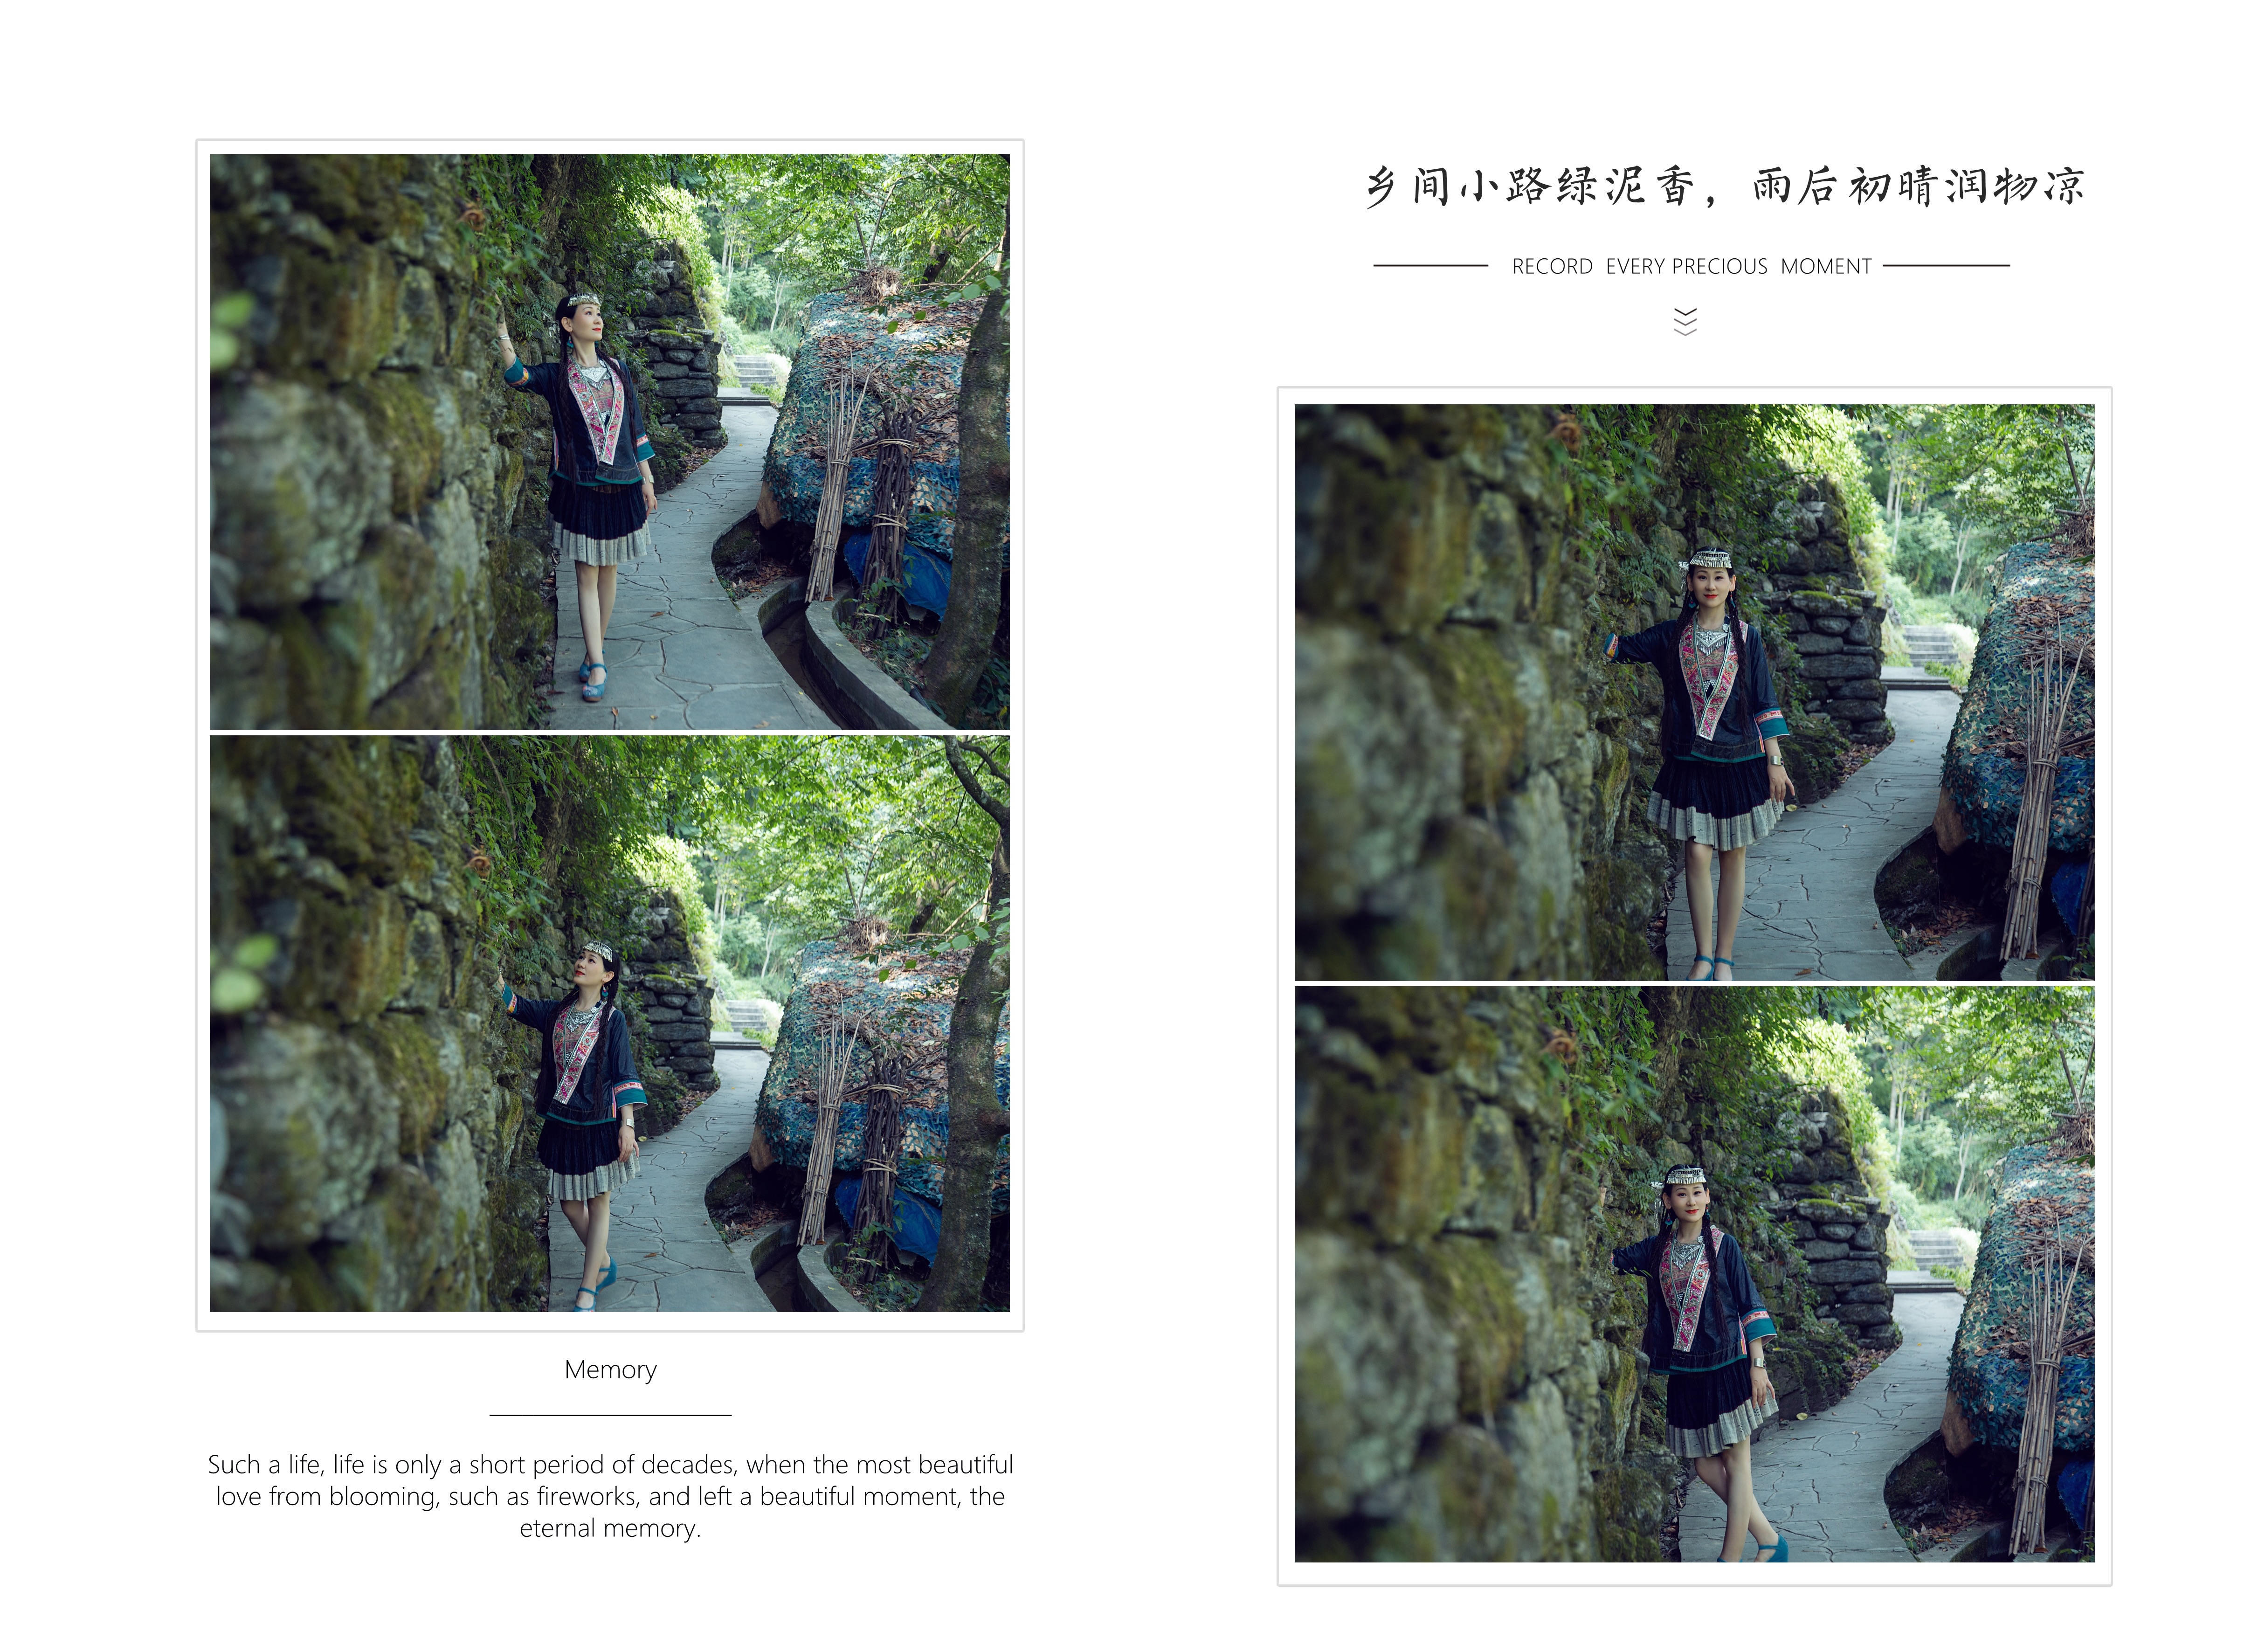 乡间小路绿泥香，雨后初晴润物凉
RECORD EVERY PRECIOUS MOMENT
Memory
Such a life, life is only a short period of decades, when the most beautiful
love from blooming, such as fireworks, and left a beautiful moment, the
eternal memory.